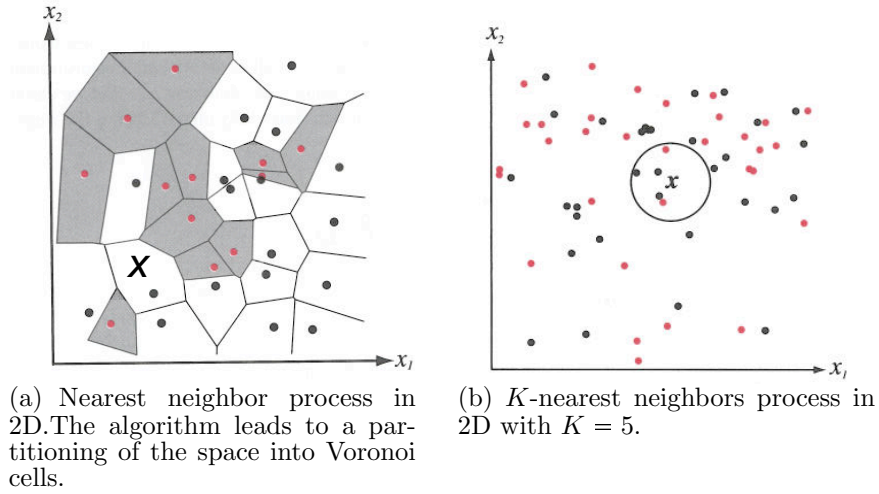 x₂
X
x₁
(a) Nearest neighbor process in
2D.The algorithm leads to a par-
titioning of the space into Voronoi
cells.
x₂
x
x₁
(b) K-nearest neighbors process in
2D with K = 5.